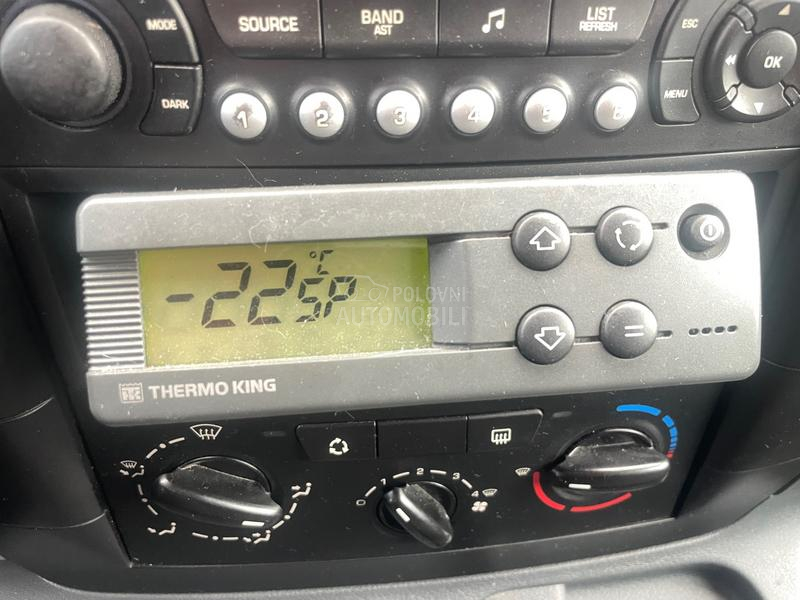 MODE
SOURCE
BAND
AST
LIST
REFRESH
ESC
OK
DARK
1 2 3 4 5 6
MENU
-22 °C SP
POLOVNI
AUTOMOBILI
THERMO KING
0 1 2 3 4